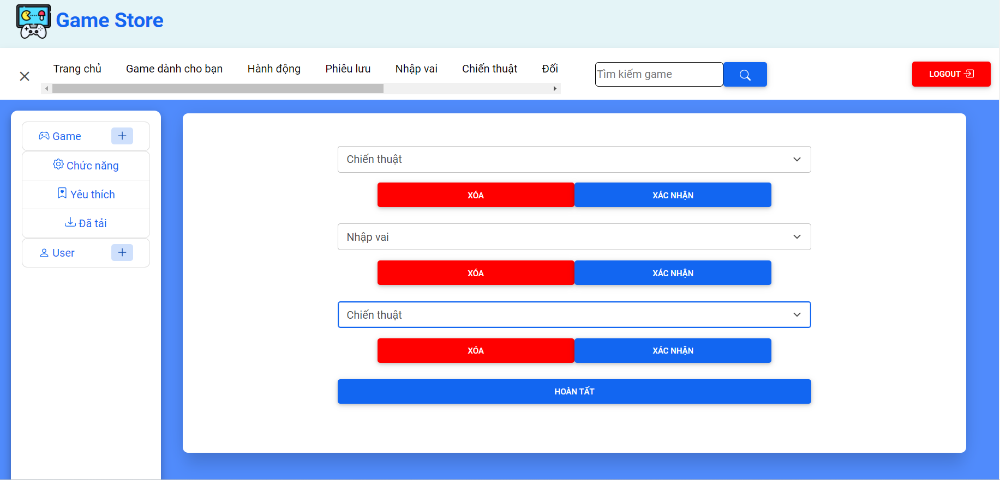 Game Store
Trang chủ Game dành cho bạn Hành động Phiêu lưu Nhập vai Chiến thuật Đối
Tìm kiếm game
LOGOUT
Game
Chức năng
Yêu thích
Đã tải
User
Chiến thuật
XÓA XÁC NHẬN
Nhập vai
XÓA XÁC NHẬN
Chiến thuật
XÓA XÁC NHẬN
HOÀN TẤT